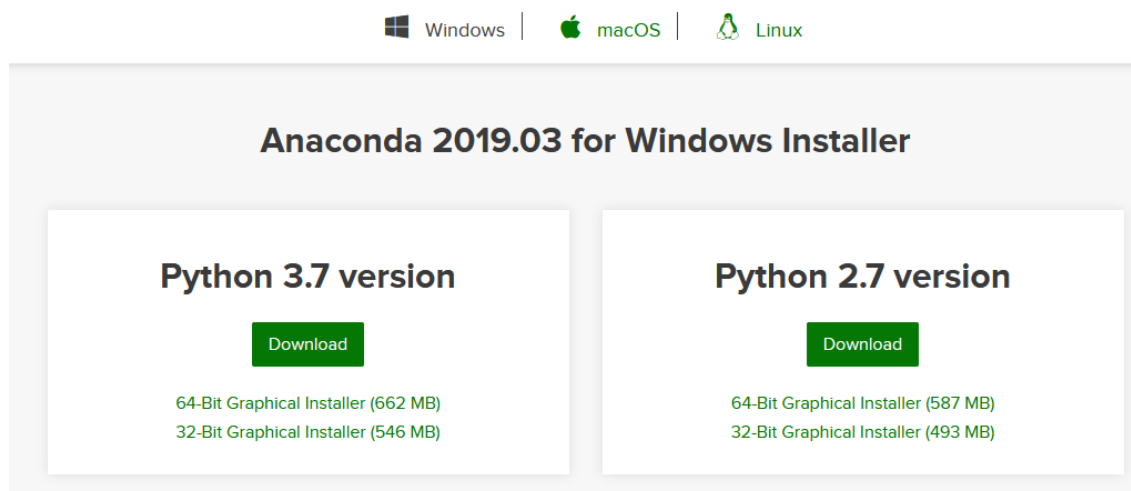 Windows | macOS | Linux
Anaconda 2019.03 for Windows Installer
Python 3.7 version
Download
64-Bit Graphical Installer (662 MB)
32-Bit Graphical Installer (546 MB)
Python 2.7 version
Download
64-Bit Graphical Installer (587 MB)
32-Bit Graphical Installer (493 MB)